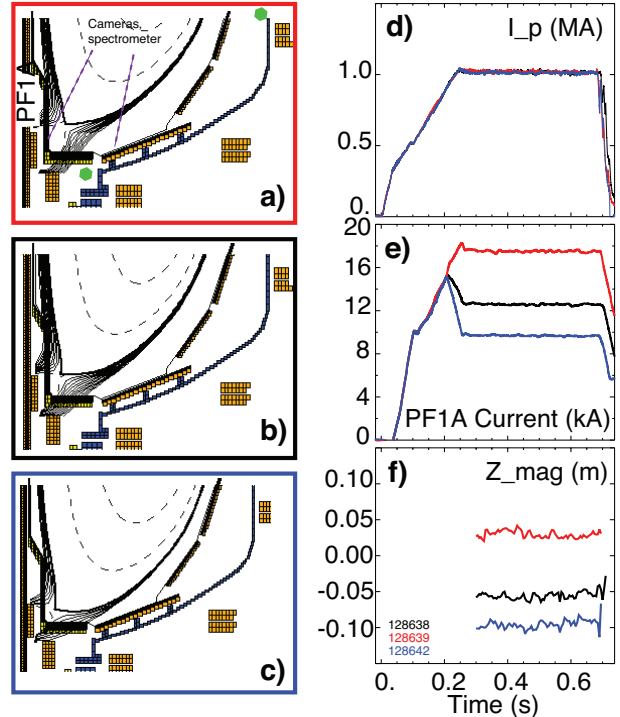 Cameras,
spectrometer
PF1A
a)
b)
c)
d) I_p (MA)
1.0
0.5
0.
e)
20
16
12
8
4
0
PF1A Current (kA)
f) Z_mag (m)
0.10
0.05
0.00
-0.05
-0.10
128638
128639
128642
0. 0.2 0.4 0.6
Time (s)